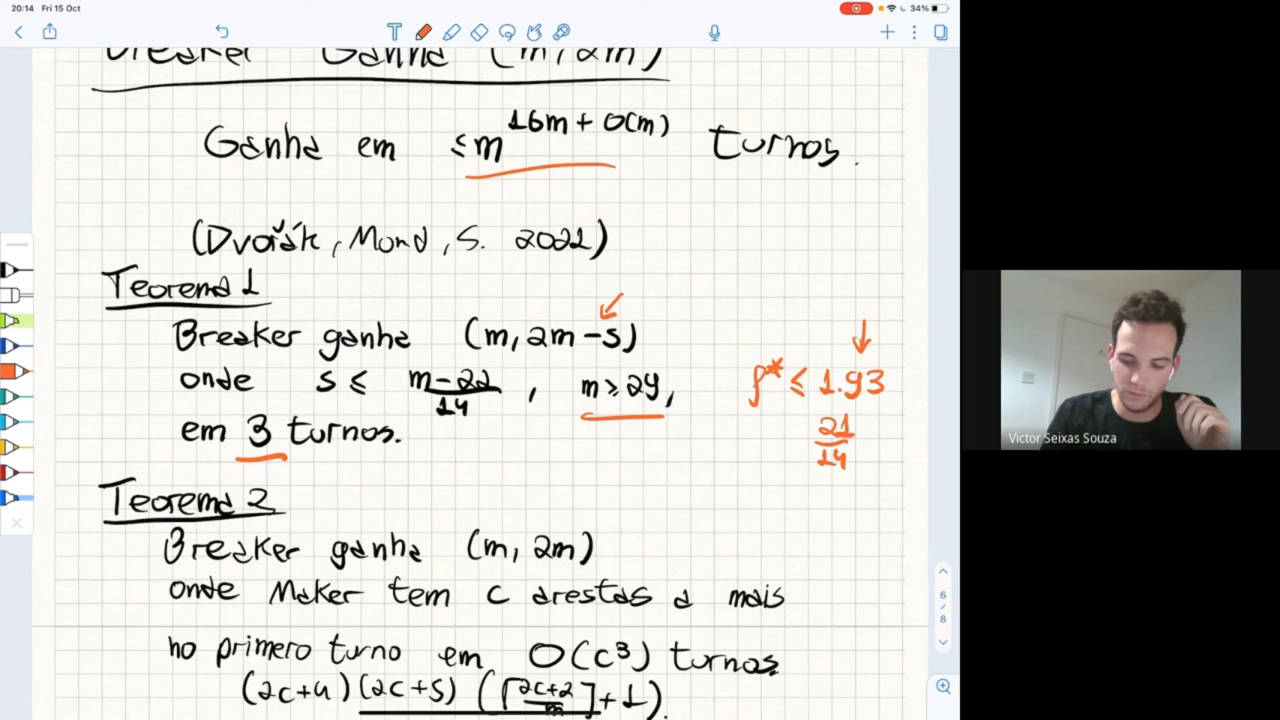 20:14 Fri 15 Oct
34%
Breaker Ganha (m, 2m)
Ganha em ≤ m^16m + O(m) turnos.
(Dvořák, Mond, S. 2021)
Teorema 1
Breaker ganha (m, 2m - s)
onde s ≤ m-22/14, m ≥ 29,
ρ* ≤ 1.93
em 3 turnos.
21/14
Teorema 2
Breaker ganha (m, 2m)
onde Maker tem c arestas a mais
no primero turno em O(c³) turnos.
(2c+4) (2c+5) (⌈2c+2/m⌉+1).
6
/
8
Victor Seixas Souza